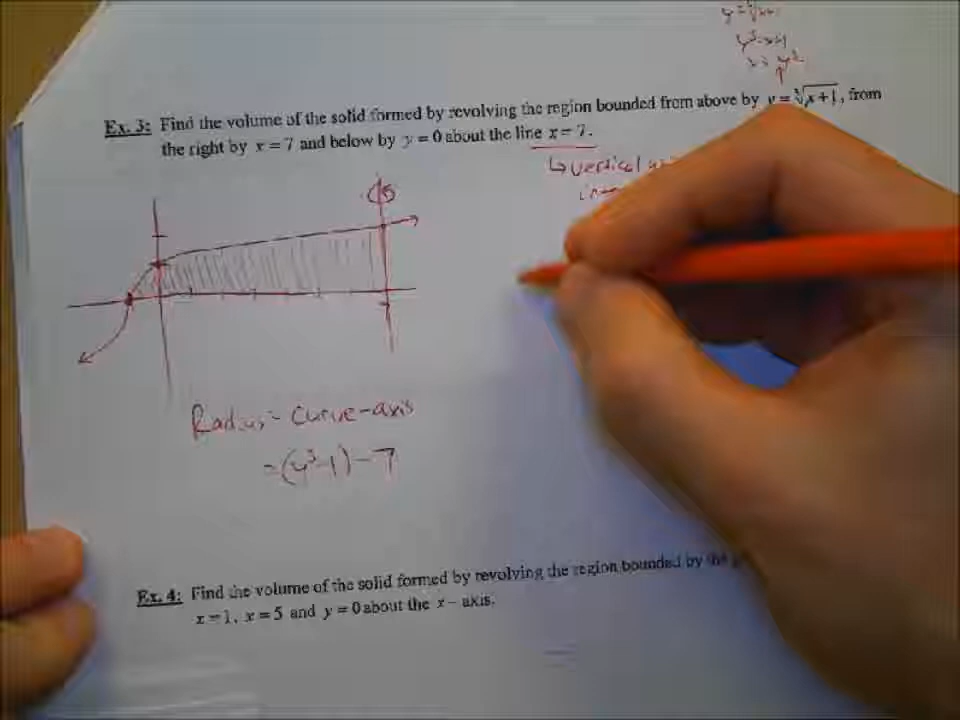 y³=x+1
Ex. 3: Find the volume of the solid formed by revolving the region bounded from above by y = ∛x+1, from
the right by x = 7 and below by y = 0 about the line x = 7.
↳vertical
Radius = curve-axis
=(y³-1)-7
Ex. 4: Find the volume of the solid formed by revolving the region bounded by the
x = 1, x = 5 and y = 0 about the x - axis.